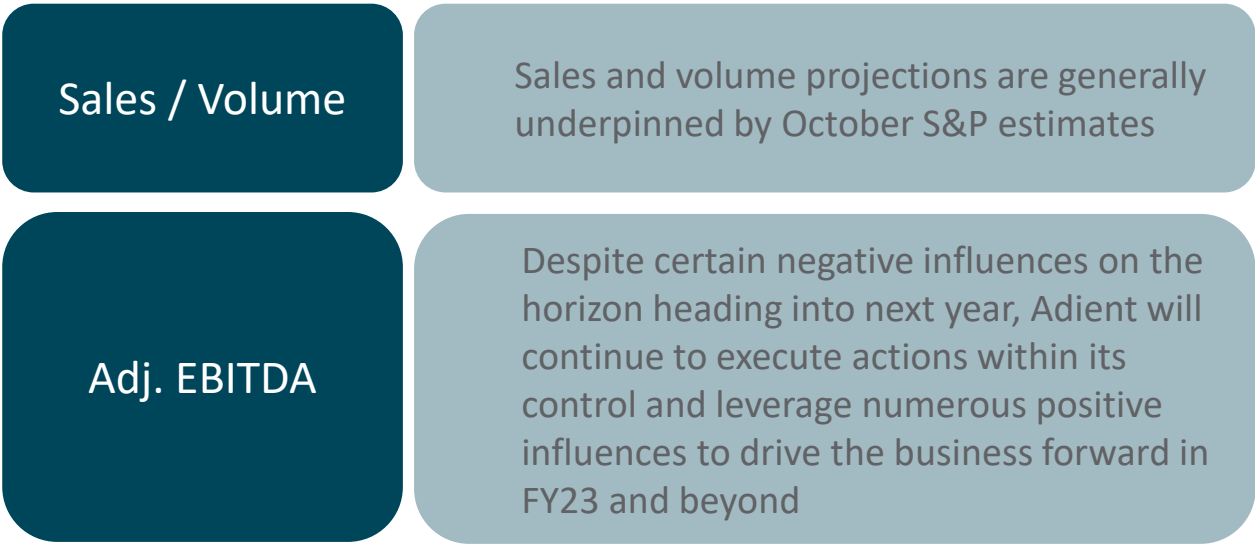 Sales / Volume
Sales and volume projections are generally
underpinned by October S&P estimates
Adj. EBITDA
Despite certain negative influences on the
horizon heading into next year, Adient will
continue to execute actions within its
control and leverage numerous positive
influences to drive the business forward in
FY23 and beyond